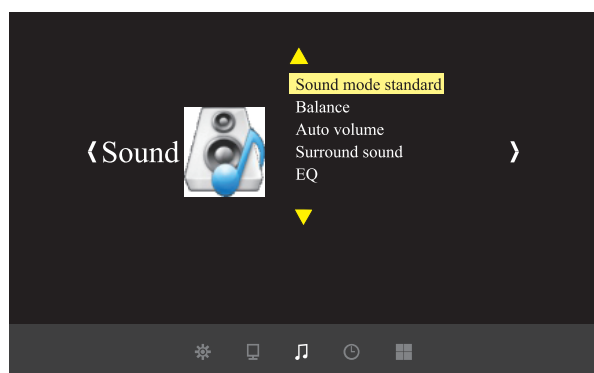 Sound
Sound mode standard
Balance
Auto volume
Surround sound
EQ